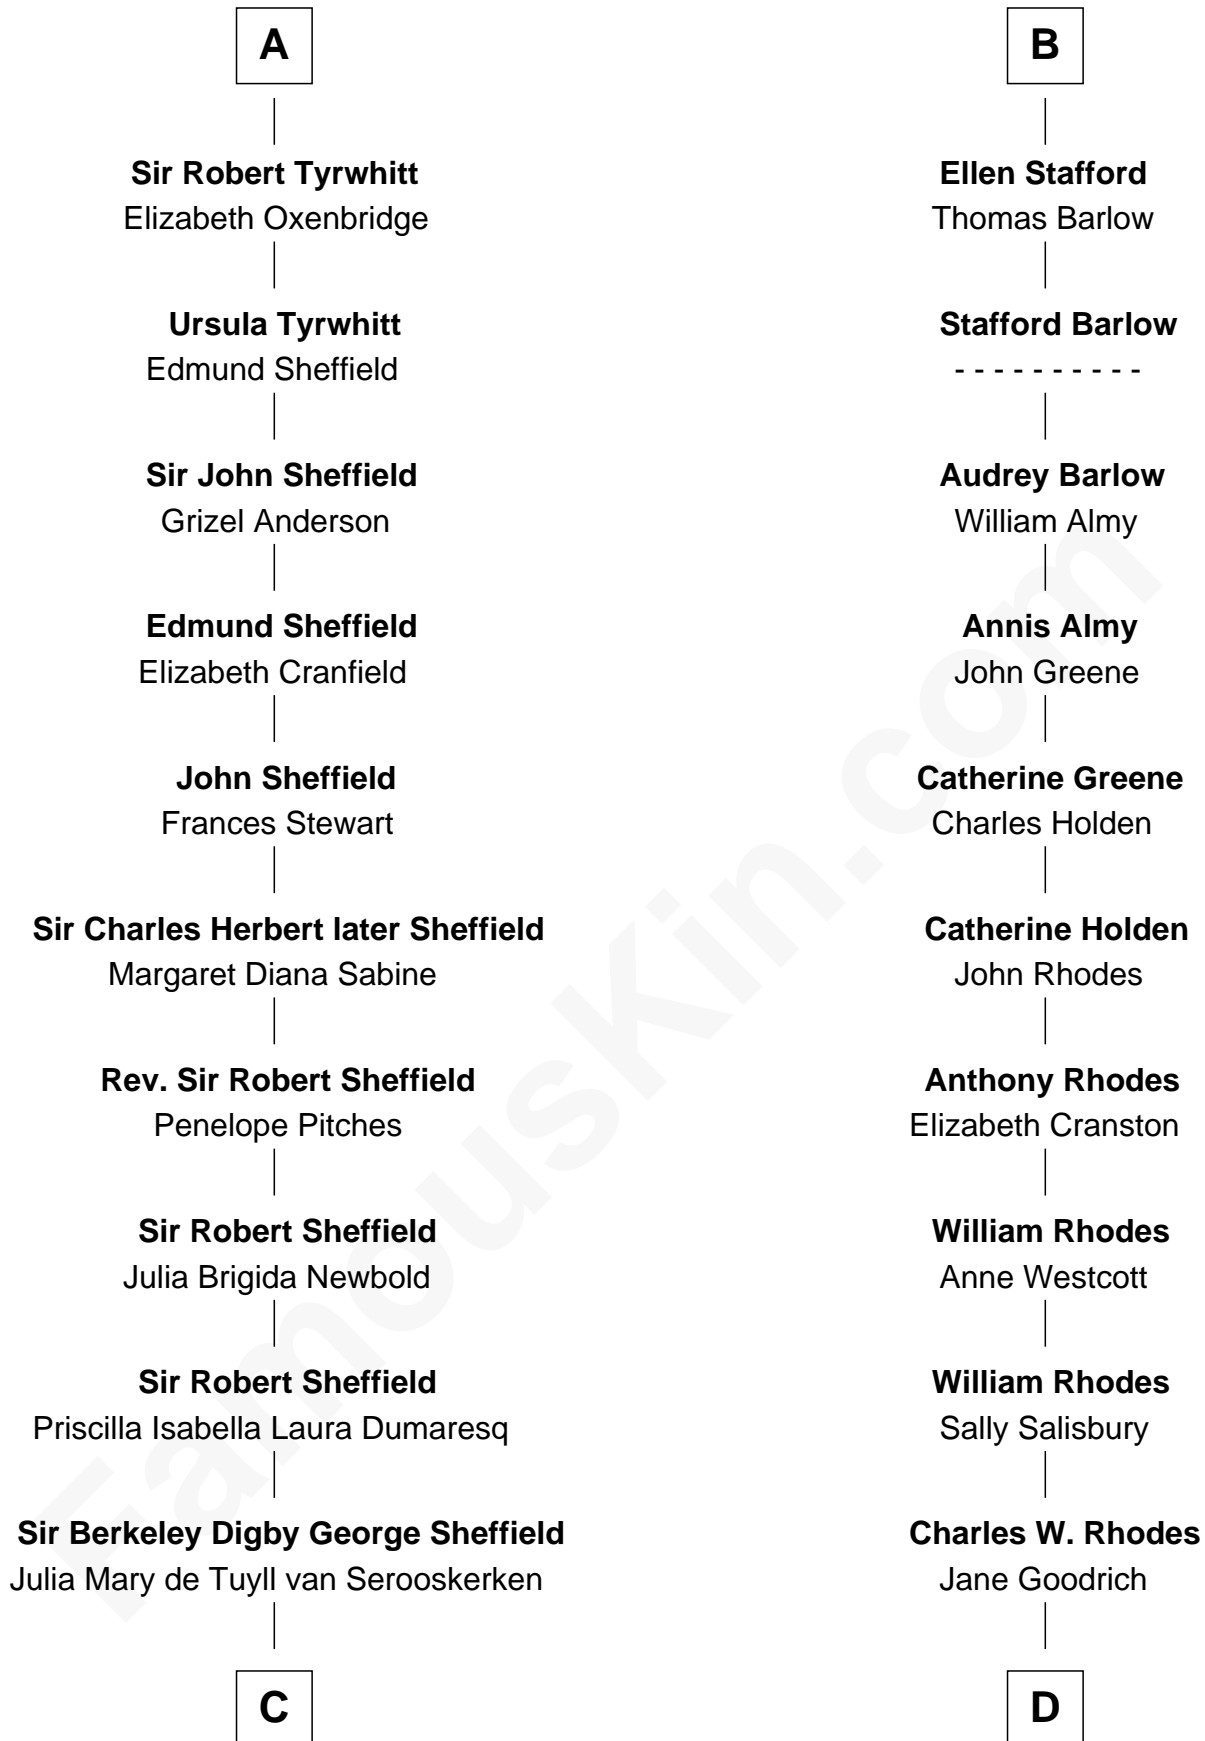 A
Sir Robert Tyrwhitt
Elizabeth Oxenbridge
Ursula Tyrwhitt
Edmund Sheffield
Sir John Sheffield
Grizel Anderson
Edmund Sheffield
Elizabeth Cranfield
John Sheffield
Frances Stewart
Sir Charles Herbert later Sheffield
Margaret Diana Sabine
Rev. Sir Robert Sheffield
Penelope Pitches
Sir Robert Sheffield
Julia Brigida Newbold
Sir Robert Sheffield
Priscilla Isabella Laura Dumaresq
Sir Berkeley Digby George Sheffield
Julia Mary de Tuyll van Serooskerken
C
B
Ellen Stafford
Thomas Barlow
Stafford Barlow
- - - - - - - - - -
Audrey Barlow
William Almy
Annis Almy
John Greene
Catherine Greene
Charles Holden
Catherine Holden
John Rhodes
Anthony Rhodes
Elizabeth Cranston
William Rhodes
Anne Westcott
William Rhodes
Sally Salisbury
Charles W. Rhodes
Jane Goodrich
D
FamousKin.com